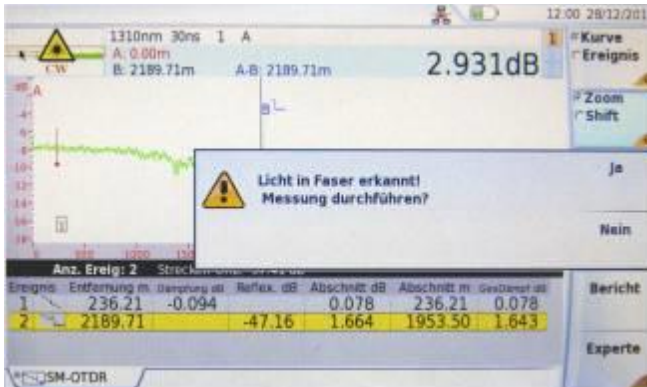 12:00 28/12/201
1310nm 30ns 1 A
1
Kurve
A: 0.00m
Ereignis
CW
B: 2189.71m A-B: 2189.71m 2.931dB
A
B
Zoom
Shift
Licht in Faser erkannt!
Messung durchführen?
Ja
Nein
1
Anz. Ereig: 2
Ereignis Entfernung m Dämpfung dB Reflex. dB Abschnitt dB Abschnitt m GesDämpf dB
1 236.21 -0.094 0.078 236.21 0.078
2 2189.71 -47.16 1.664 1953.50 1.643
Bericht
Experte
SM-OTDR